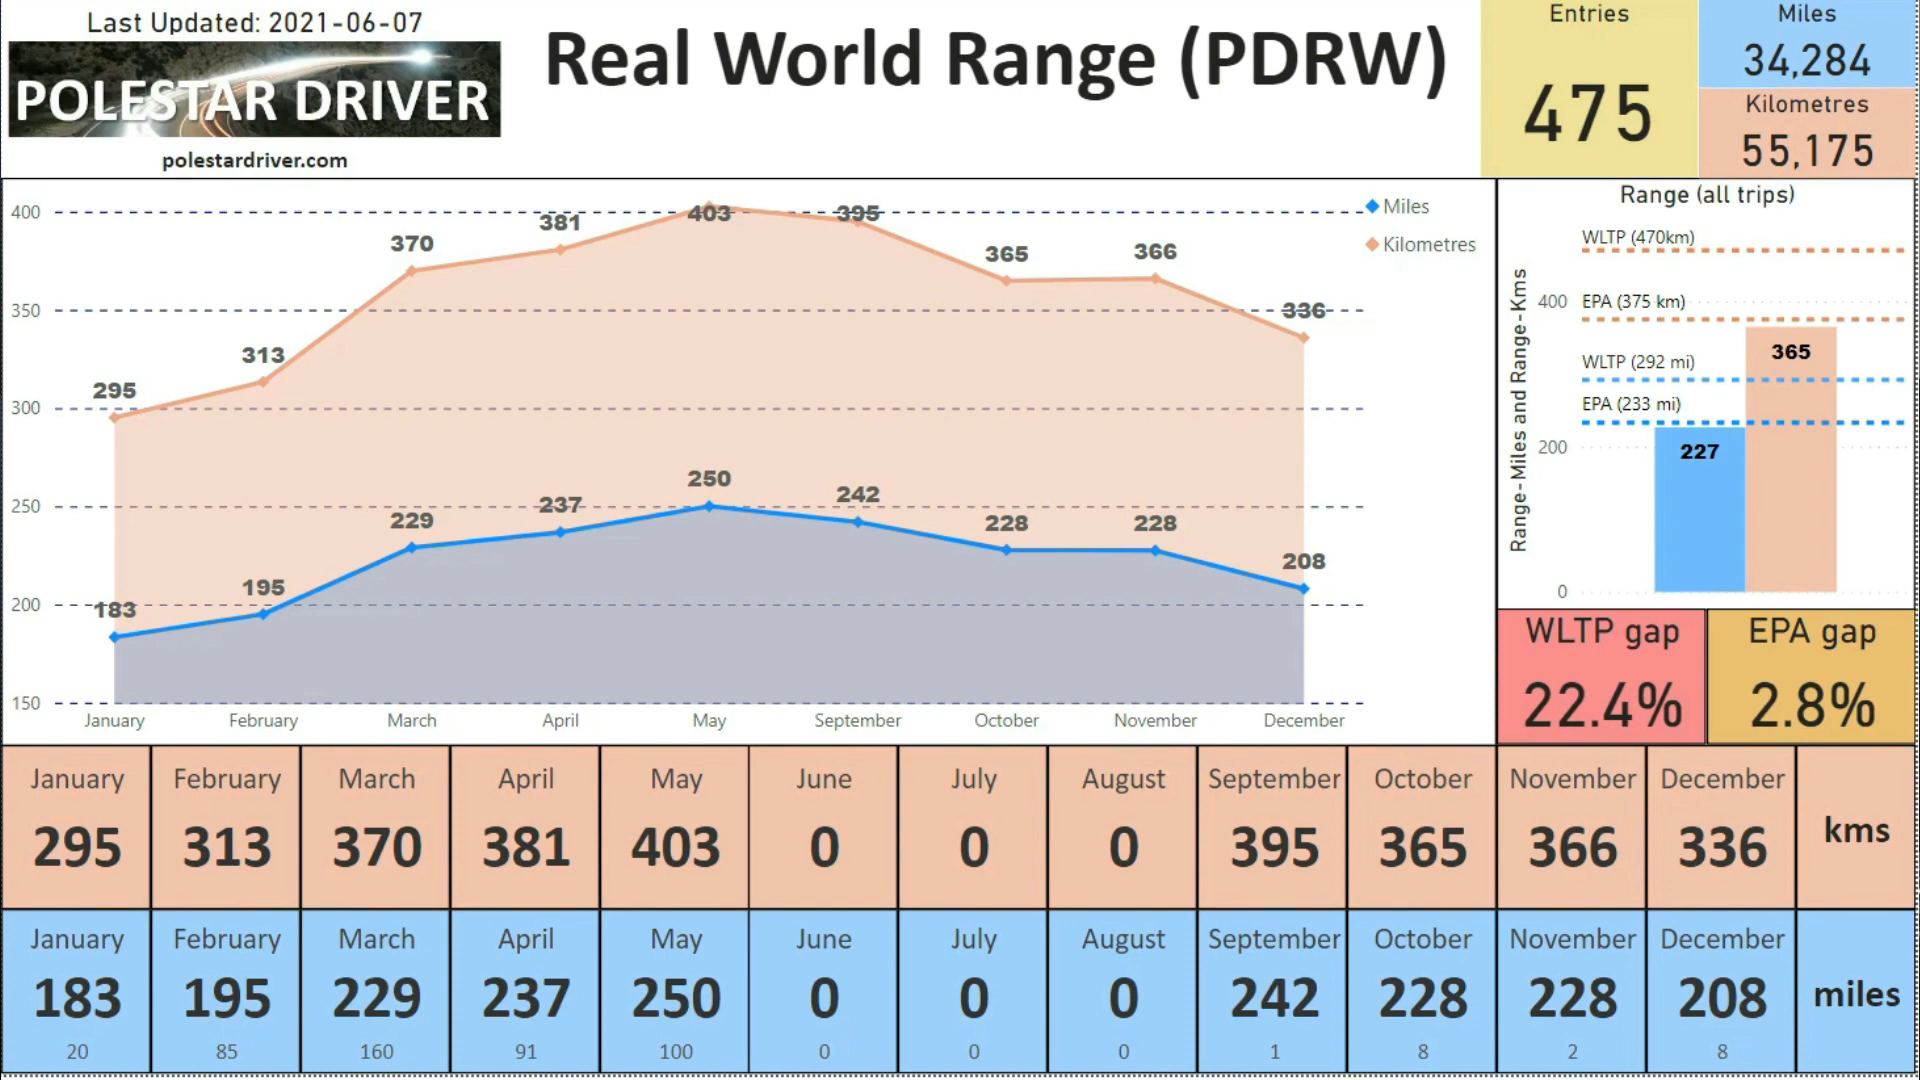 Last Updated: 2021-06-07
POLESTAR DRIVER
polestardriver.com
Real World Range (PDRW)
Entries
475
Miles
34,284
Kilometres
55,175
Miles
Kilometres
400
350
300
250
200
150
295
313
370
381
403
395
365
366
336
183
195
229
237
250
242
228
228
208
January February March April May September October November December
Range (all trips)
Range-Miles and Range-Kms
WLTP (470km)
400 EPA (375 km)
WLTP (292 mi)
EPA (233 mi)
200
0
227
365
WLTP gap
22.4%
EPA gap
2.8%
January February March April May June July August September October November December
295 313 370 381 403 0 0 0 395 365 366 336 kms
January February March April May June July August September October November December
183 195 229 237 250 0 0 0 242 228 228 208 miles
20 85 160 91 100 0 0 0 1 8 2 8